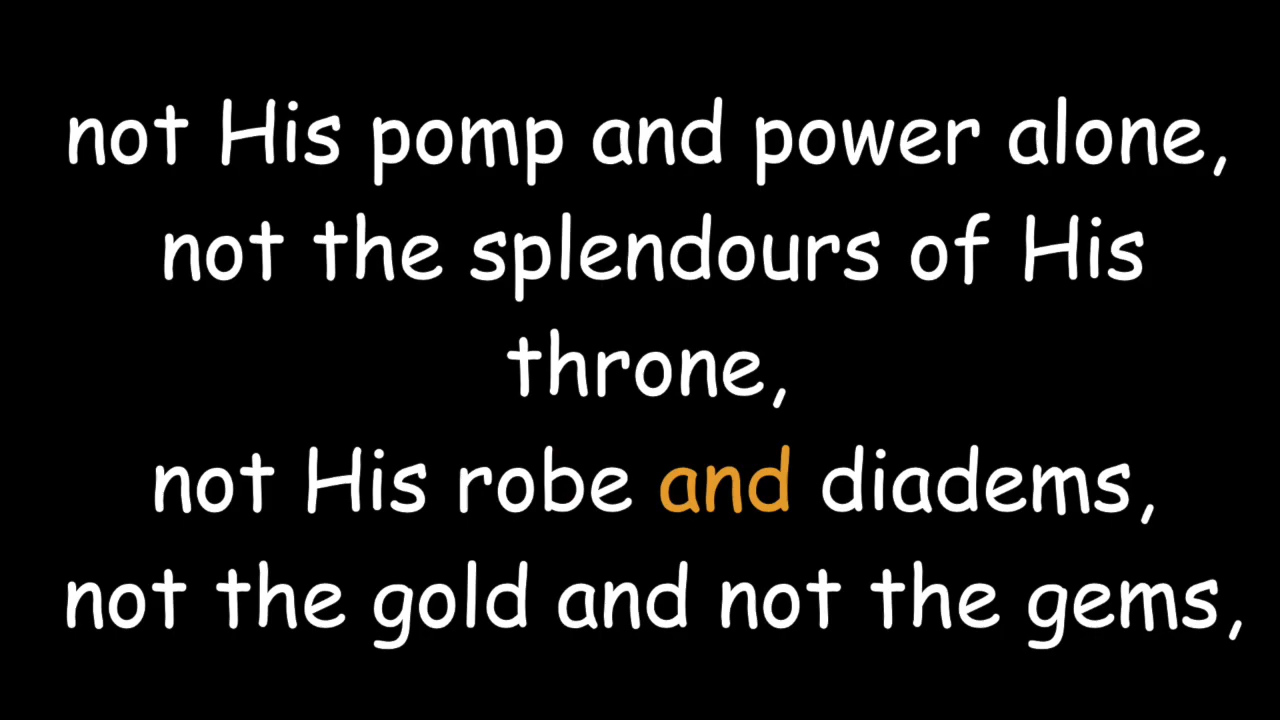 not His pomp and power alone,
not the splendours of His
throne,
not His robe and diadems,
not the gold and not the gems,